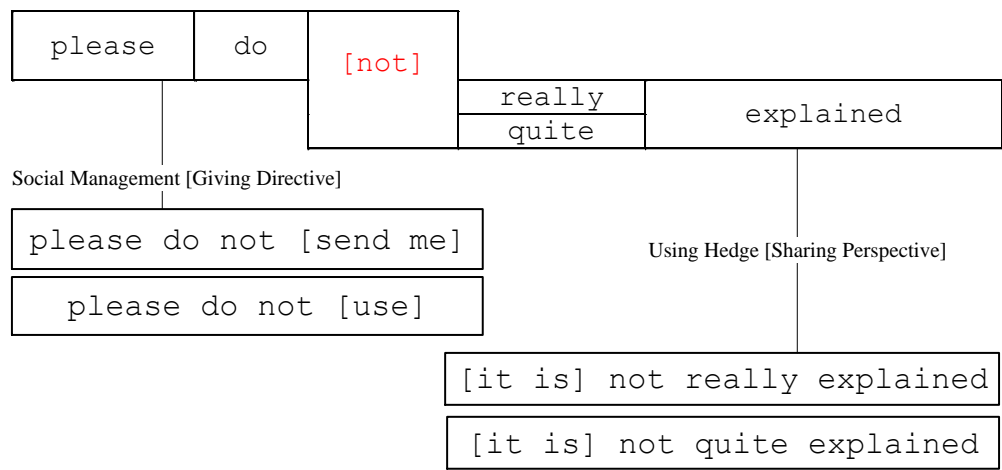 please do [not]
really
quite
explained
Social Management [Giving Directive]
please do not [send me]
please do not [use]
Using Hedge [Sharing Perspective]
[it is] not really explained
[it is] not quite explained